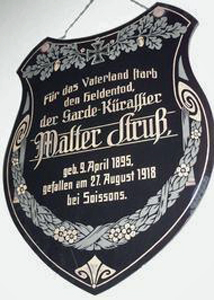 Für das Vaterland starb
den Heldentod,
der Garde-Kürassier
Walter Struß,
geb. 9. April 1895,
gefallen am 27. August 1918
bei Soissons.